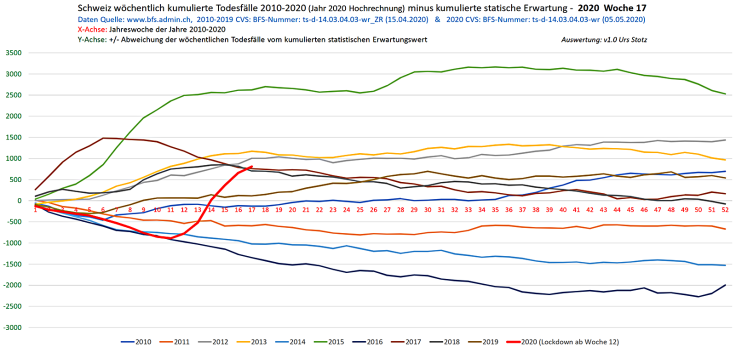 Schweiz wöchentlich kumulierte Todesfälle 2010-2020 (Jahr 2020 Hochrechnung) minus kumulierte statische Erwartung - 2020 Woche 17
Daten Quelle: www.bfs.admin.ch, 2010-2019 CVS: BFS-Nummer: ts-d-14.03.04.03-wr_ZR (15.04.2020) & 2020 CVS: BFS-Nummer: ts-d-14.03.04.03-wr (05.05.2020)
X-Achse: Jahreswoche der Jahre 2010-2020
Y-Achse: +/- Abweichung der wöchentlichen Todesfälle vom kumulierten statistischen Erwartungswert Auswertung: v1.0 Urs Stotz
3500
3000
2500
2000
1500
1000
500
0
1 2 3 4 5 6 7 8 9 10 11 12 13 14 15 16 17 18 19 20 21 22 23 24 25 26 27 28 29 30 31 32 33 34 35 36 37 38 39 40 41 42 43 44 45 46 47 48 49 50 51 52
-500
-1000
-1500
-2000
-2500
-3000
2010 2011 2012 2013 2014 2015 2016 2017 2018 2019 2020 (Lockdown ab Woche 12)